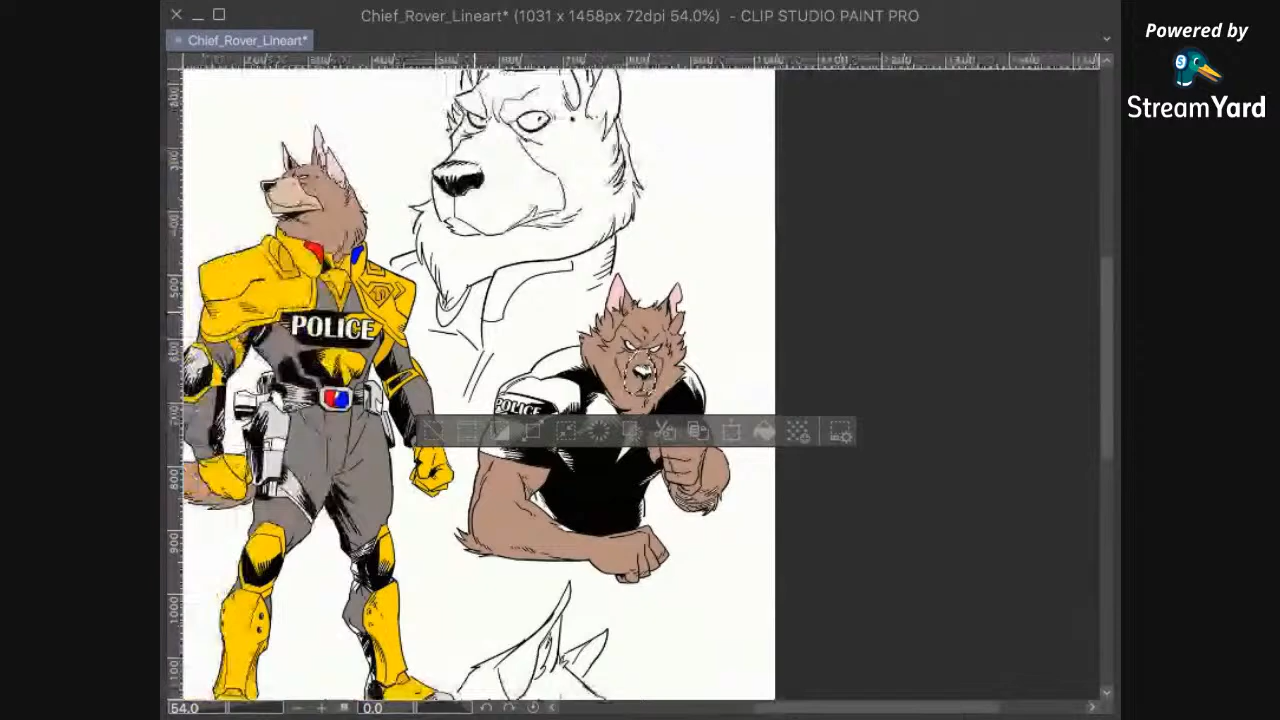 Chief_Rover_Lineart* (1031 x 1458px 72dpi 54.0%) - CLIP STUDIO PAINT PRO
Chief_Rover_Lineart*
Powered by
StreamYard
POLICE
POLICE
54.0
0.0